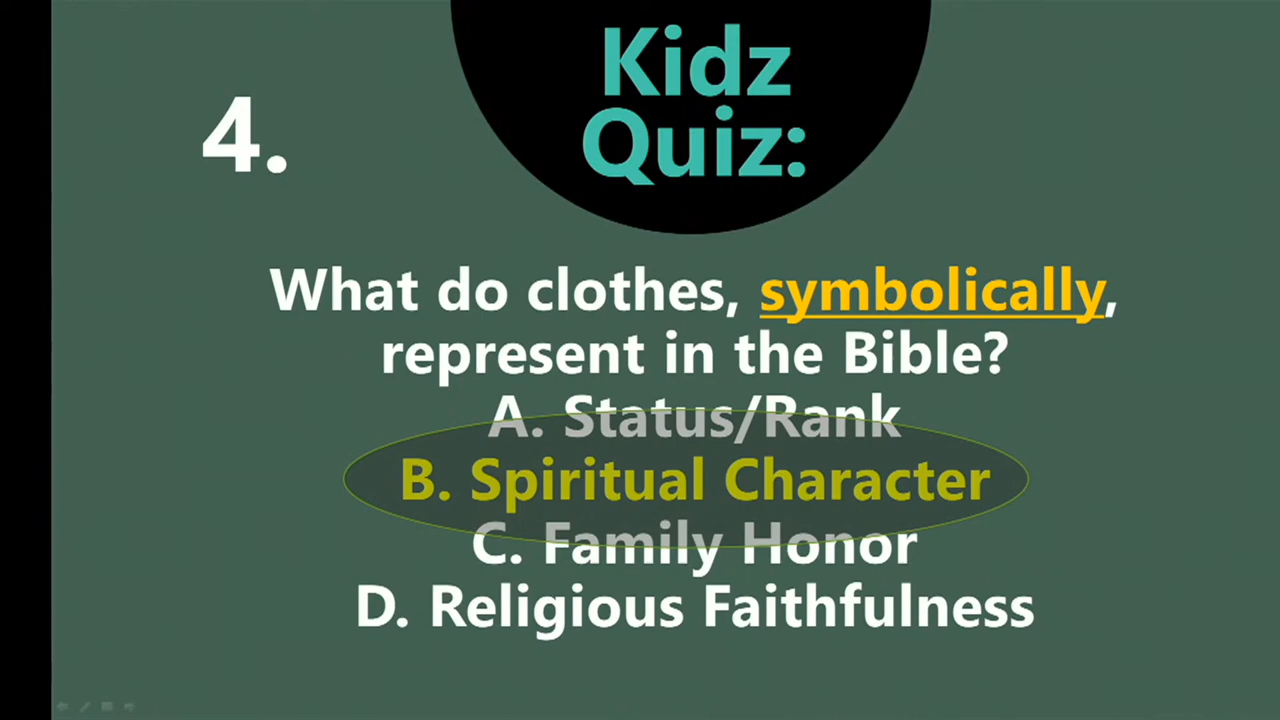 Kidz
Quiz:
4.
What do clothes, symbolically,
represent in the Bible?
A. Status/Rank
B. Spiritual Character
C. Family Honor
D. Religious Faithfulness